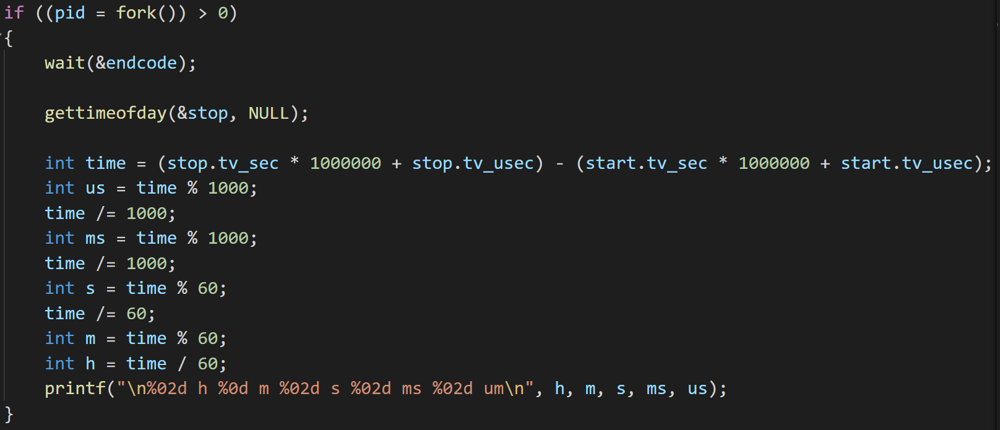 if ((pid = fork()) > 0)
{
    wait(&endcode);

    gettimeofday(&stop, NULL);

    int time = (stop.tv_sec * 1000000 + stop.tv_usec) - (start.tv_sec * 1000000 + start.tv_usec);
    int us = time % 1000;
    time /= 1000;
    int ms = time % 1000;
    time /= 1000;
    int s = time % 60;
    time /= 60;
    int m = time % 60;
    int h = time / 60;
    printf("\n%02d h %0d m %02d s %02d ms %02d um\n", h, m, s, ms, us);
}